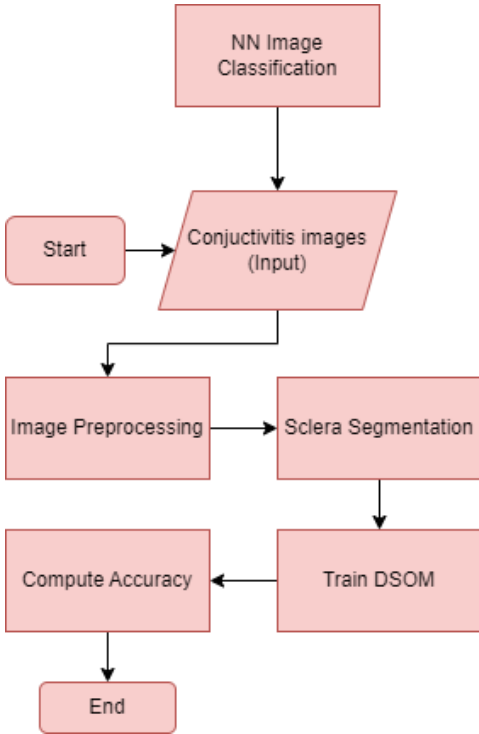 NN Image
Classification
Start
Conjuctivitis images
(Input)
Image Preprocessing
Sclera Segmentation
Compute Accuracy
Train DSOM
End